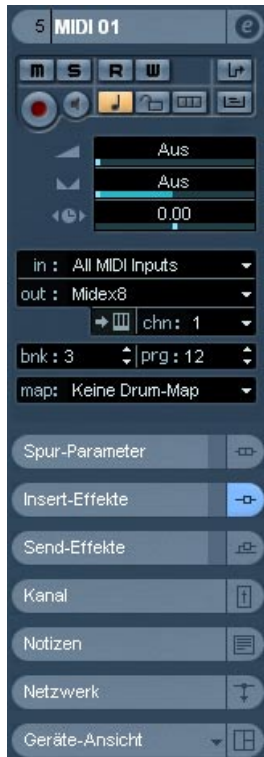 5 MIDI 01 e
m S R W
Aus
Aus
0.00
in : All MIDI Inputs
out : Midex8
chn: 1
bnk: 3 prg: 12
map: Keine Drum-Map
Spur-Parameter
Insert-Effekte
Send-Effekte
Kanal
Notizen
Netzwerk
Geräte-Ansicht